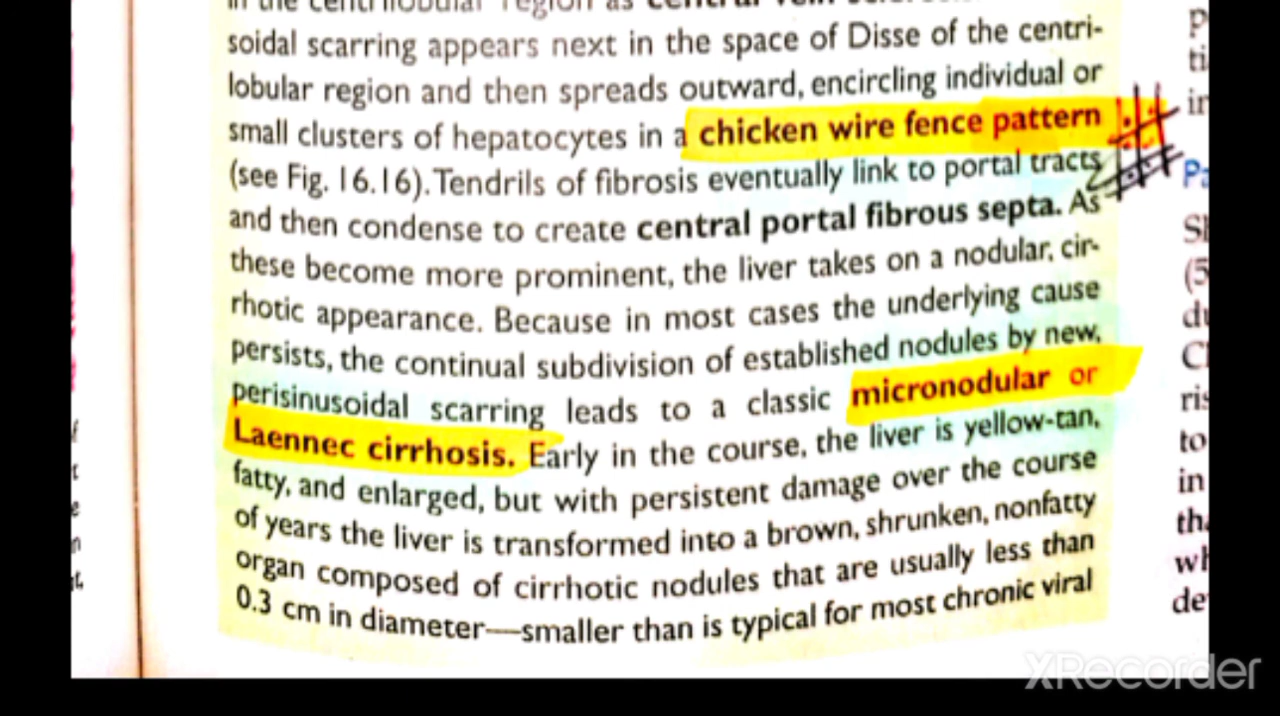 in the centrilobular region as central vein
soidal scarring appears next in the space of Disse of the centri-
lobular region and then spreads outward, encircling individual or
small clusters of hepatocytes in a chicken wire fence pattern
(see Fig. 16.16). Tendrils of fibrosis eventually link to portal tracts
and then condense to create central portal fibrous septa. As
these become more prominent, the liver takes on a nodular, cir-
rhotic appearance. Because in most cases the underlying cause
persists, the continual subdivision of established nodules by new,
perisinusoidal scarring leads to a classic micronodular or
Laennec cirrhosis. Early in the course, the liver is yellow-tan,
fatty, and enlarged, but with persistent damage over the course
of years the liver is transformed into a brown, shrunken, nonfatty
organ composed of cirrhotic nodules that are usually less than
0.3 cm in diameter—smaller than is typical for most chronic viral
XRecorder